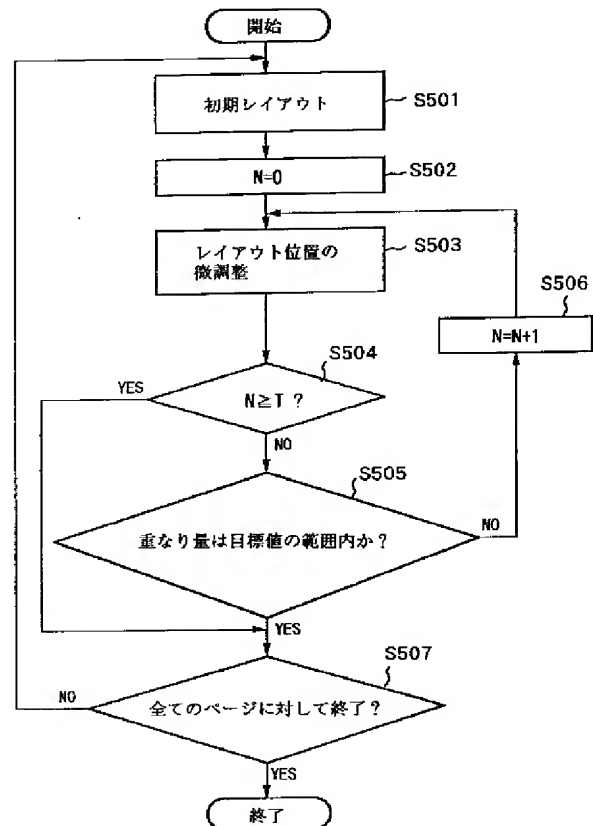 開始
初期レイアウト
S501
N=0
S502
レイアウト位置の
微調整
S503
S506
N=N+1
S504
YES
N≧T ?
NO
S505
重なり量は目標値の範囲内か?
NO
YES
S507
NO
全てのページに対して終了?
YES
終了